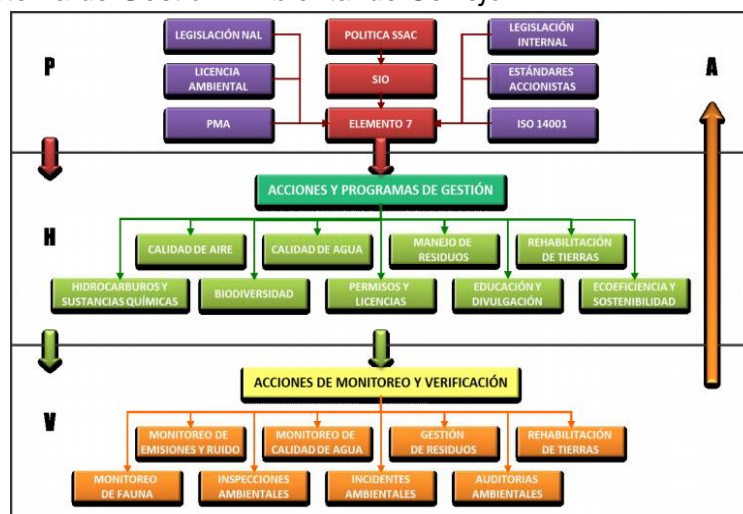 LEGISLACIÓN NAL
POLITICA SSAC
LEGISLACIÓN
INTERNAL
P
A
LICENCIA
AMBIENTAL
SIO
ESTÁNDARES
ACCIONISTAS
PMA
ELEMENTO 7
ISO 14001
ACCIONES Y PROGRAMAS DE GESTIÓN
H
CALIDAD DE AIRE
CALIDAD DE AGUA
MANEJO DE
RESIDUOS
REHABILITACIÓN
DE TIERRAS
HIDROCARBUROS Y
SUSTANCIAS QUÍMICAS
BIODIVERSIDAD
PERMISOS Y
LICENCIAS
EDUCACIÓN Y
DIVULGACIÓN
ECOEFICIENCIA Y
SOSTENIBILIDAD
ACCIONES DE MONITOREO Y VERIFICACIÓN
V
MONITOREO DE
EMISIONES Y RUIDO
MONITOREO DE
CALIDAD DE AGUA
GESTIÓN
DE RESIDUOS
REHABILITACIÓN
DE TIERRAS
MONITOREO
DE FAUNA
INSPECCIONES
AMBIENTALES
INCIDENTES
AMBIENTALES
AUDITORIAS
AMBIENTALES